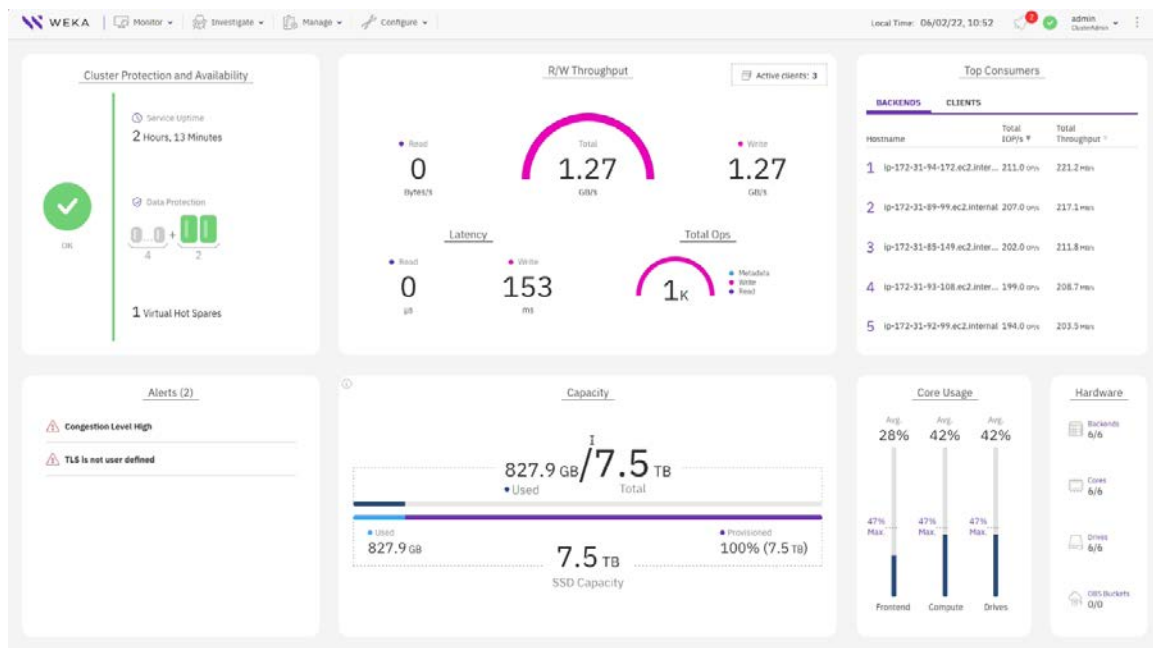 WEKA
Monitor
Investigate
Manage
Configure
Local Time: 06/02/22, 10:52
2
admin
ClusterAdmin
Cluster Protection and Availability
Service Uptime
2 Hours, 13 Minutes
OK
Data Protection
0...0 +
4 2
1 Virtual Hot Spares
R/W Throughput
Active clients: 3
Read
0
Bytes/s
Total
1.27
GB/s
Write
1.27
GB/s
Latency
Read
0
µs
Write
153
ms
Total Ops
1K
Metadata
Write
Read
Top Consumers
BACKENDS CLIENTS
Hostname Total IOP/s Total Throughput
1 ip-172-31-94-172.ec2.inter... 211.0 OP/s 221.2 MB/s
2 ip-172-31-89-99.ec2.internal 207.0 OP/s 217.1 MB/s
3 ip-172-31-85-149.ec2.inter... 202.0 OP/s 211.8 MB/s
4 ip-172-31-93-108.ec2.inter... 199.0 OP/s 208.7 MB/s
5 ip-172-31-92-99.ec2.internal 194.0 OP/s 203.5 MB/s
Alerts (2)
Congestion Level High
TLS is not user defined
Capacity
827.9 GB/7.5 TB
Used Total
Used
827.9 GB
7.5 TB
SSD Capacity
Provisioned
100% (7.5 TB)
Core Usage
Avg. Avg. Avg.
28% 42% 42%
47% 47% 47%
Max. Max. Max.
Frontend Compute Drives
Hardware
Backends
6/6
Cores
6/6
Drives
6/6
OBS Buckets
0/0